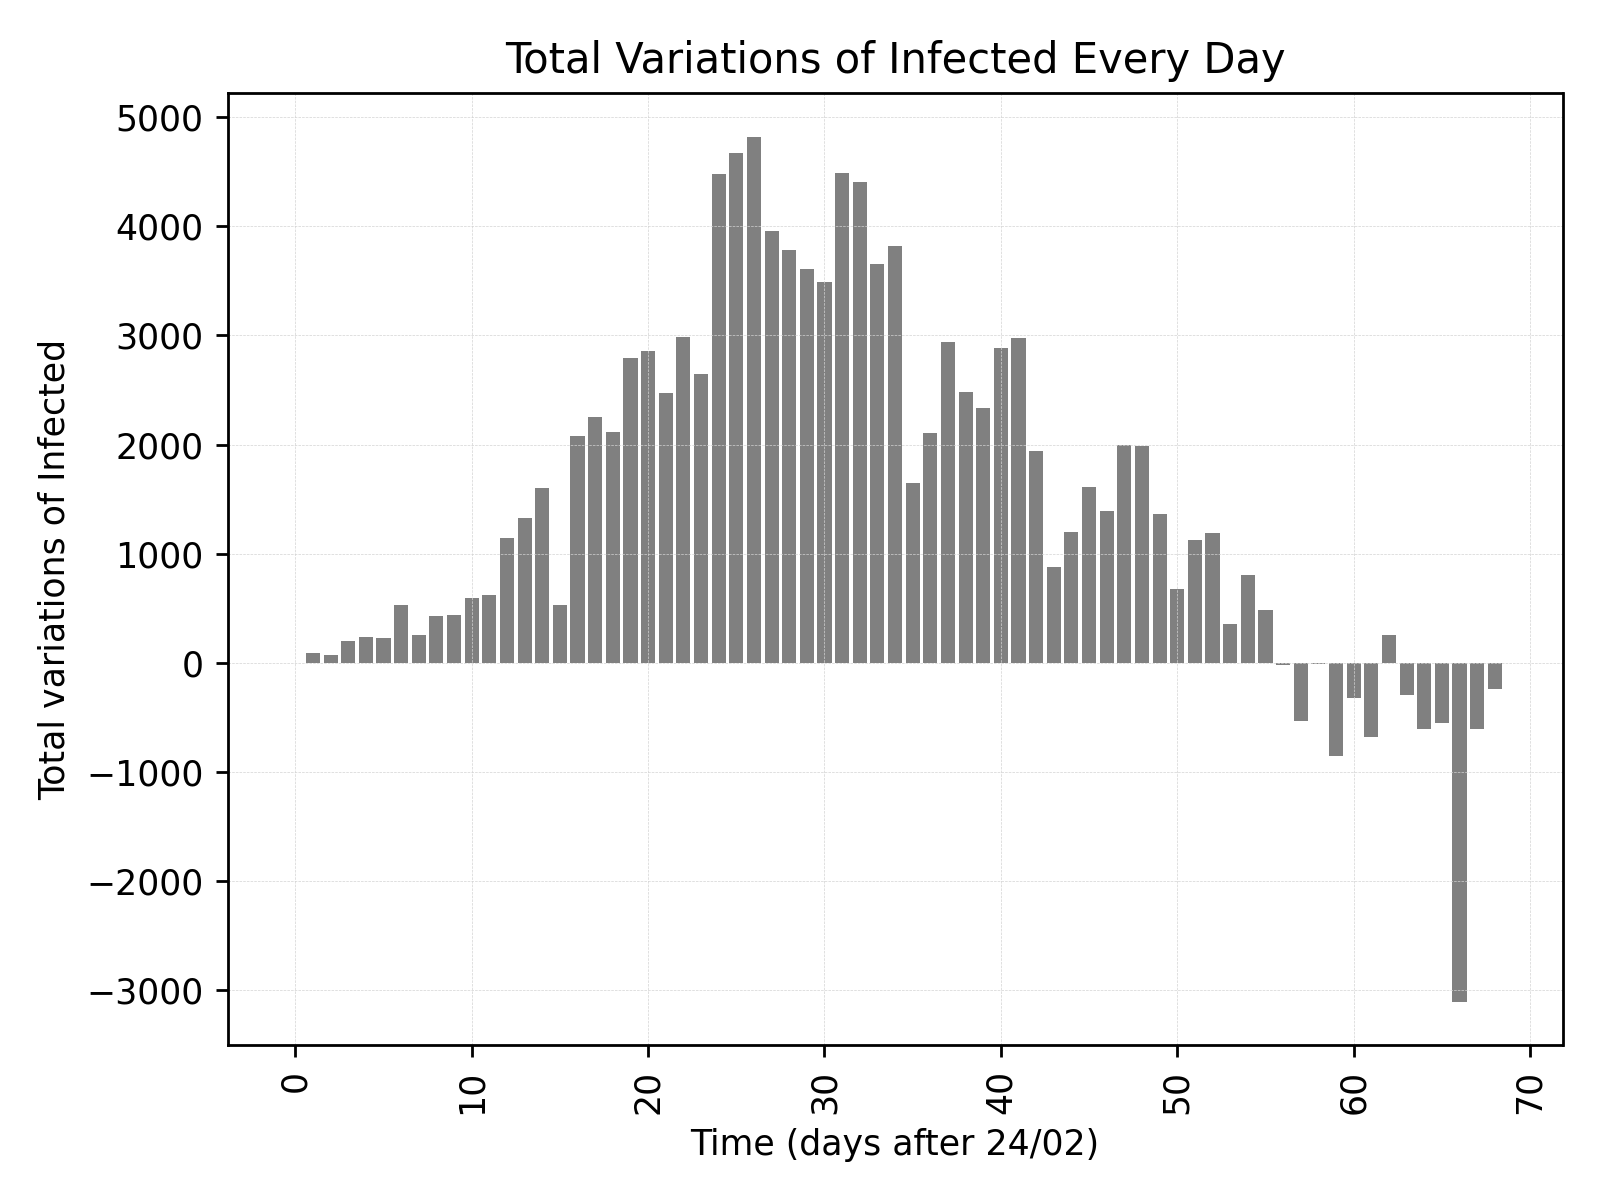 Total Variations of Infected Every Day
Total variations of Infected
5000
4000
3000
2000
1000
0
−1000
−2000
−3000
0 10 20 30 40 50 60 70
Time (days after 24/02)